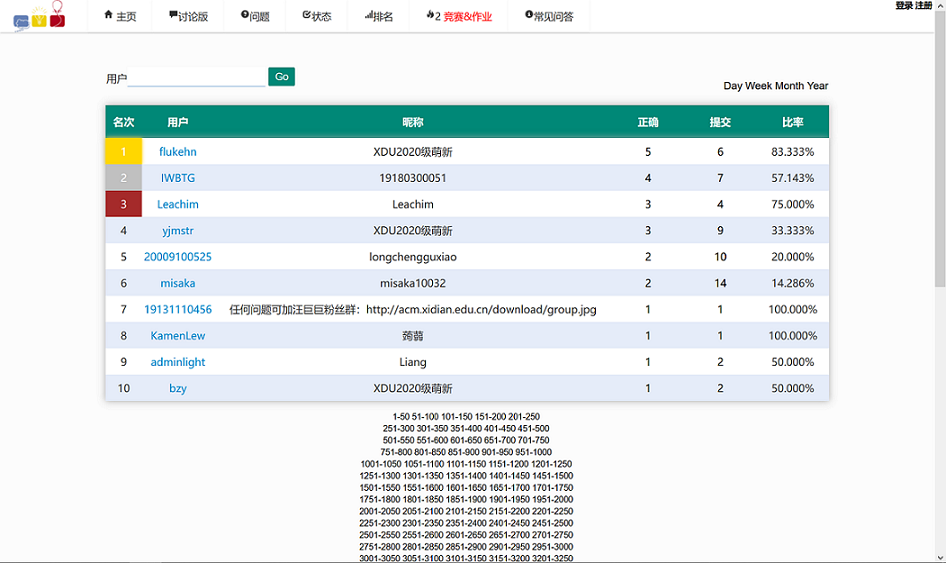 主页 讨论版 问题 状态 排名 2 竞赛&作业 常见问答 登录 注册
用户 Go
Day Week Month Year
名次 用户 昵称 正确 提交 比率
1 flukehn XDU2020级萌新 5 6 83.333%
2 IWBTG 19180300051 4 7 57.143%
3 Leachim Leachim 3 4 75.000%
4 yjmstr XDU2020级萌新 3 9 33.333%
5 20009100525 longchengguxiao 2 10 20.000%
6 misaka misaka10032 2 14 14.286%
7 19131110456 任何问题可加汪巨巨粉丝群：http://acm.xidian.edu.cn/download/group.jpg 1 1 100.000%
8 KamenLew 蒟蒻 1 1 100.000%
9 adminlight Liang 1 2 50.000%
10 bzy XDU2020级萌新 1 2 50.000%
1-50 51-100 101-150 151-200 201-250
251-300 301-350 351-400 401-450 451-500
501-550 551-600 601-650 651-700 701-750
751-800 801-850 851-900 901-950 951-1000
1001-1050 1051-1100 1101-1150 1151-1200 1201-1250
1251-1300 1301-1350 1351-1400 1401-1450 1451-1500
1501-1550 1551-1600 1601-1650 1651-1700 1701-1750
1751-1800 1801-1850 1851-1900 1901-1950 1951-2000
2001-2050 2051-2100 2101-2150 2151-2200 2201-2250
2251-2300 2301-2350 2351-2400 2401-2450 2451-2500
2501-2550 2551-2600 2601-2650 2651-2700 2701-2750
2751-2800 2801-2850 2851-2900 2901-2950 2951-3000
3001-3050 3051-3100 3101-3150 3151-3200 3201-3250